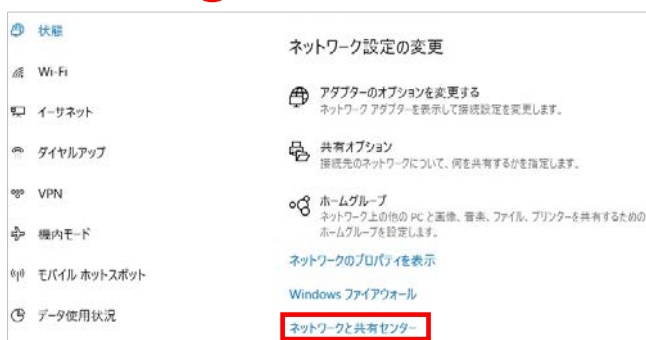 状態
Wi-Fi
イーサネット
ダイヤルアップ
VPN
機内モード
モバイル ホットスポット
データ使用状況
ネットワーク設定の変更
アダプターのオプションを変更する
ネットワーク アダプターを表示して接続設定を変更します。
共有オプション
接続先のネットワークについて、何を共有するかを指定します。
ホームグループ
ネットワーク上の他の PC と画像、音楽、ファイル、プリンターを共有するための
ホームグループを設定します。
ネットワークのプロパティを表示
Windows ファイアウォール
ネットワークと共有センター